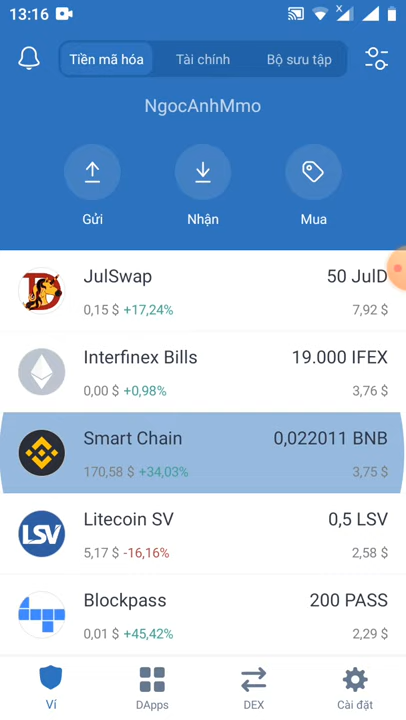 13:16
Tiền mã hóa
Tài chính
Bộ sưu tập
NgocAnhMmo
Gửi
Nhận
Mua
JulSwap 50 JulD
0,15 $ +17,24% 7,92 $
Interfinex Bills 19.000 IFEX
0,00 $ +0,98% 3,76 $
Smart Chain 0,022011 BNB
170,58 $ +34,03% 3,75 $
LSV
Litecoin SV 0,5 LSV
5,17 $ -16,16% 2,58 $
Blockpass 200 PASS
0,01 $ +45,42% 2,29 $
Ví
DApps
DEX
Cài đặt